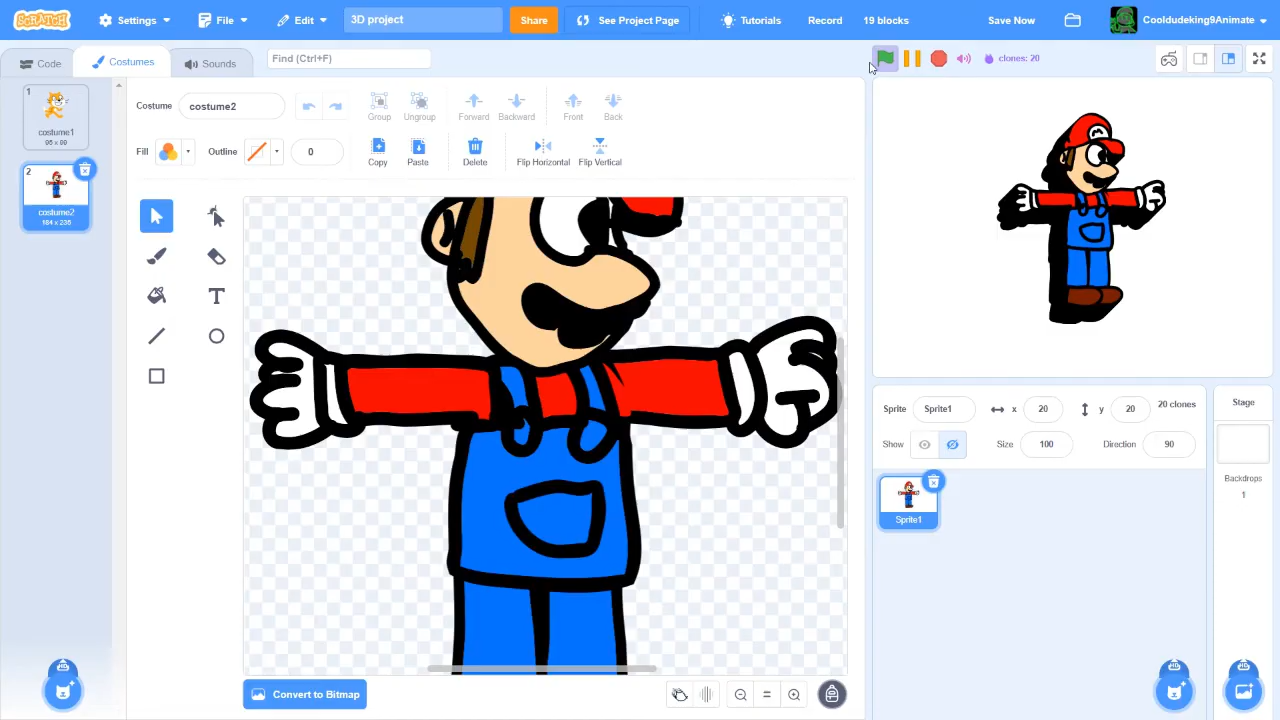 SCRATCH Settings File Edit 3D project Share See Project Page Tutorials Record 19 blocks Save Now Cooldudeking9Animate
Code Costumes Sounds Find (Ctrl+F) clones: 20
1
costume1
95 x 99
2
costume2
184 x 236
Costume costume2 Group Ungroup Forward Backward Front Back
Fill Outline 0 Copy Paste Delete Flip Horizontal Flip Vertical
T
M
Convert to Bitmap
Sprite Sprite1 x 20 y 20 20 clones
Show Size 100 Direction 90
Sprite1
Stage
Backdrops
1